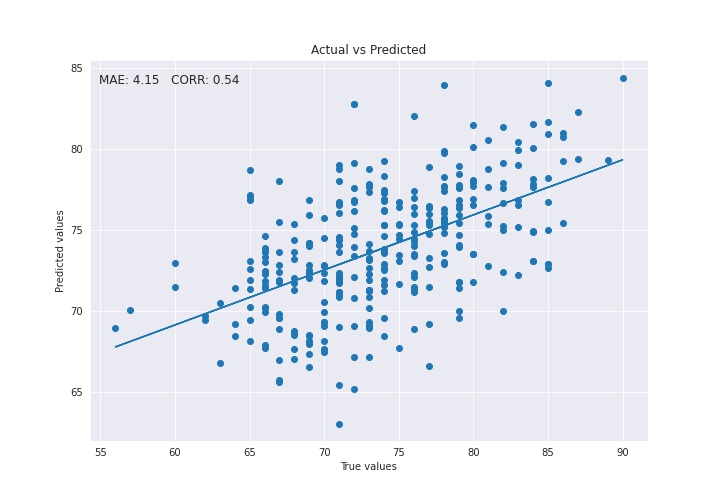 Actual vs Predicted
MAE: 4.15 CORR: 0.54
85
80
75
70
65
Predicted values
55 60 65 70 75 80 85 90
True values